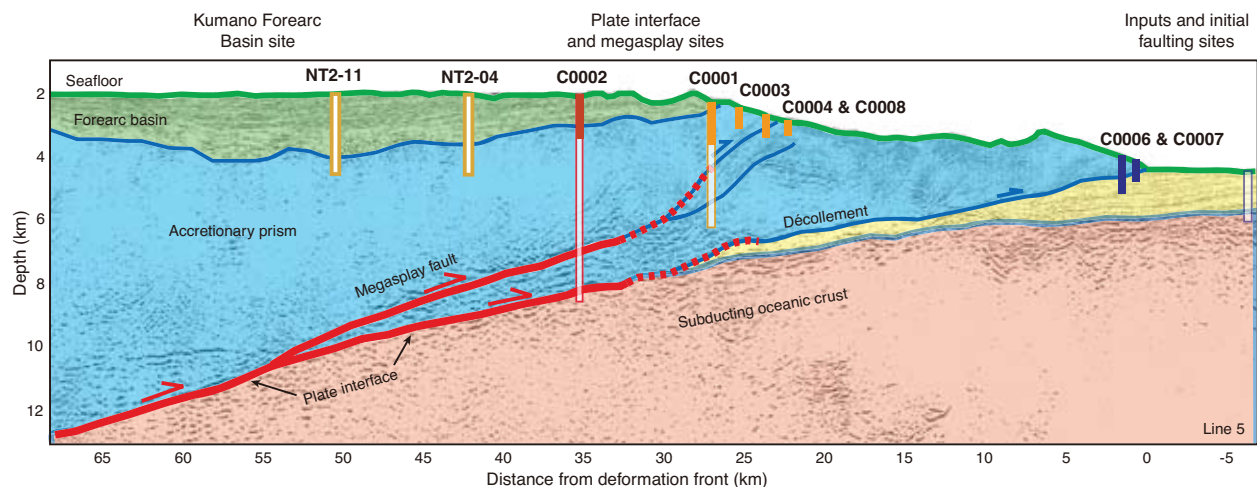 Kumano Forearc
Basin site
Plate interface
and megasplay sites
Inputs and initial
faulting sites
Seafloor
NT2-11
NT2-04
C0002
C0001
C0003
C0004 & C0008
C0006 & C0007
Forearc basin
Accretionary prism
Megasplay fault
Décollement
Subducting oceanic crust
Plate interface
Line 5
Depth (km)
2
4
6
8
10
12
65 60 55 50 45 40 35 30 25 20 15 10 5 0 -5
Distance from deformation front (km)